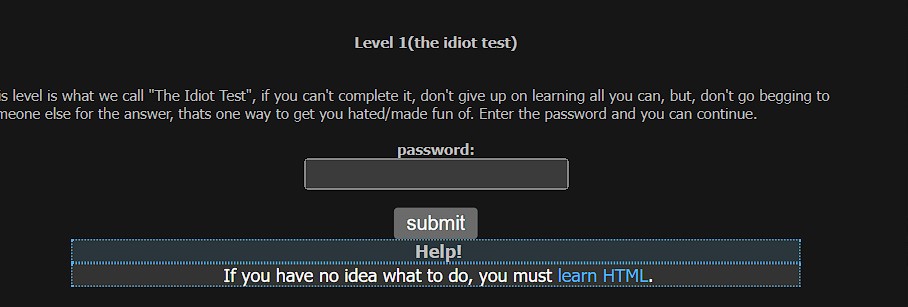 Level 1(the idiot test)
is level is what we call "The Idiot Test", if you can't complete it, don't give up on learning all you can, but, don't go begging to
meone else for the answer, thats one way to get you hated/made fun of. Enter the password and you can continue.
password:
submit
Help!
If you have no idea what to do, you must learn HTML.